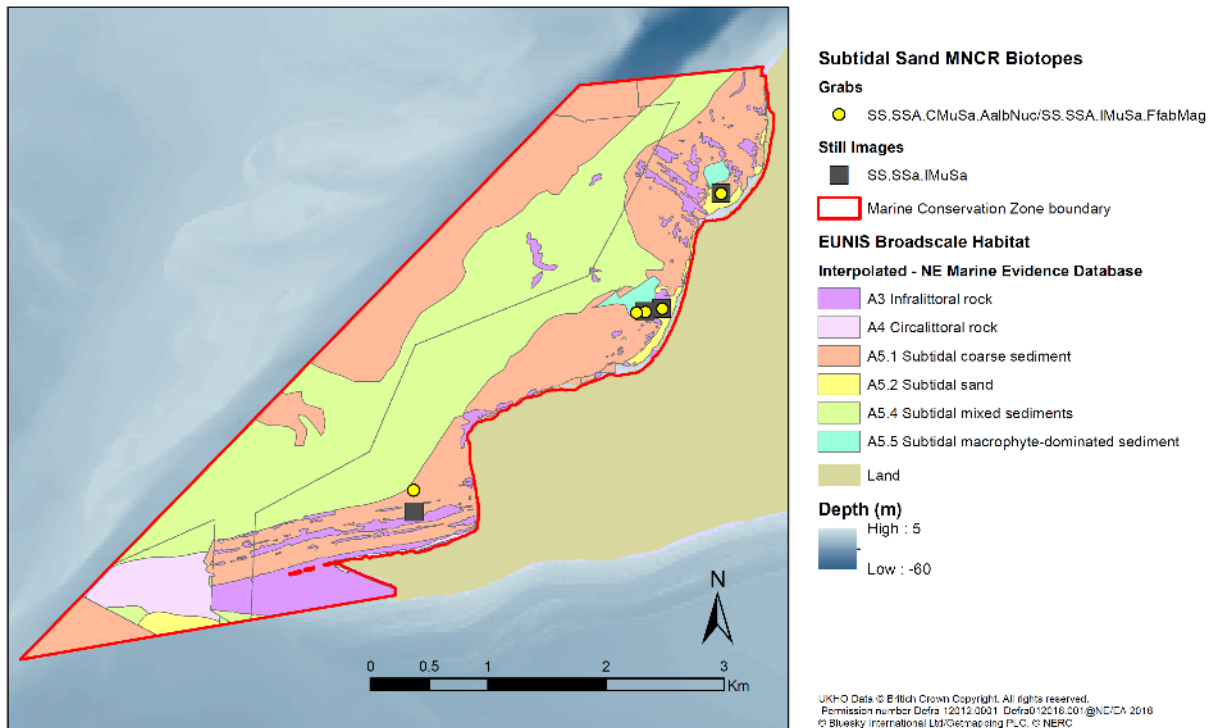 Subtidal Sand MNCR Biotopes
Grabs
SS.SSA.CMuSa.AalbNuc/SS.SSA.IMuSa.FfabMag
Still Images
SS.SSa.IMuSa
Marine Conservation Zone boundary
EUNIS Broadscale Habitat
Interpolated - NE Marine Evidence Database
A3 Infralittoral rock
A4 Circalittoral rock
A5.1 Subtidal coarse sediment
A5.2 Subtidal sand
A5.4 Subtidal mixed sediments
A5.5 Subtidal macrophyte-dominated sediment
Land
Depth (m)
High : 5
Low : -60
N
0 0.5 1 2 3
Km
UKHO Data © British Crown Copyright. All rights reserved.
Permission number Defra 12012.0001 Defra012016.001@NE/EA 2016
© Bluesky International Ltd/Getmapping PLC. © NERC